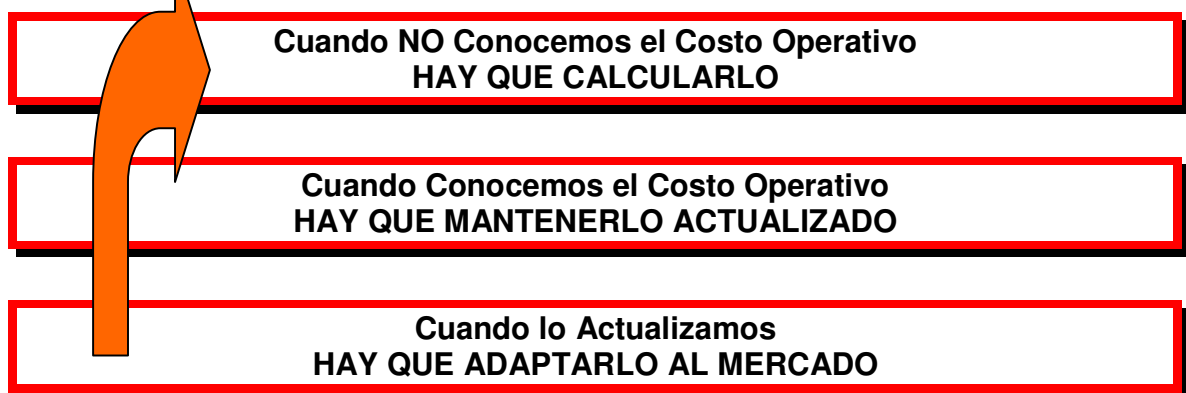 Cuando NO Conocemos el Costo Operativo
HAY QUE CALCULARLO
Cuando Conocemos el Costo Operativo
HAY QUE MANTENERLO ACTUALIZADO
Cuando lo Actualizamos
HAY QUE ADAPTARLO AL MERCADO